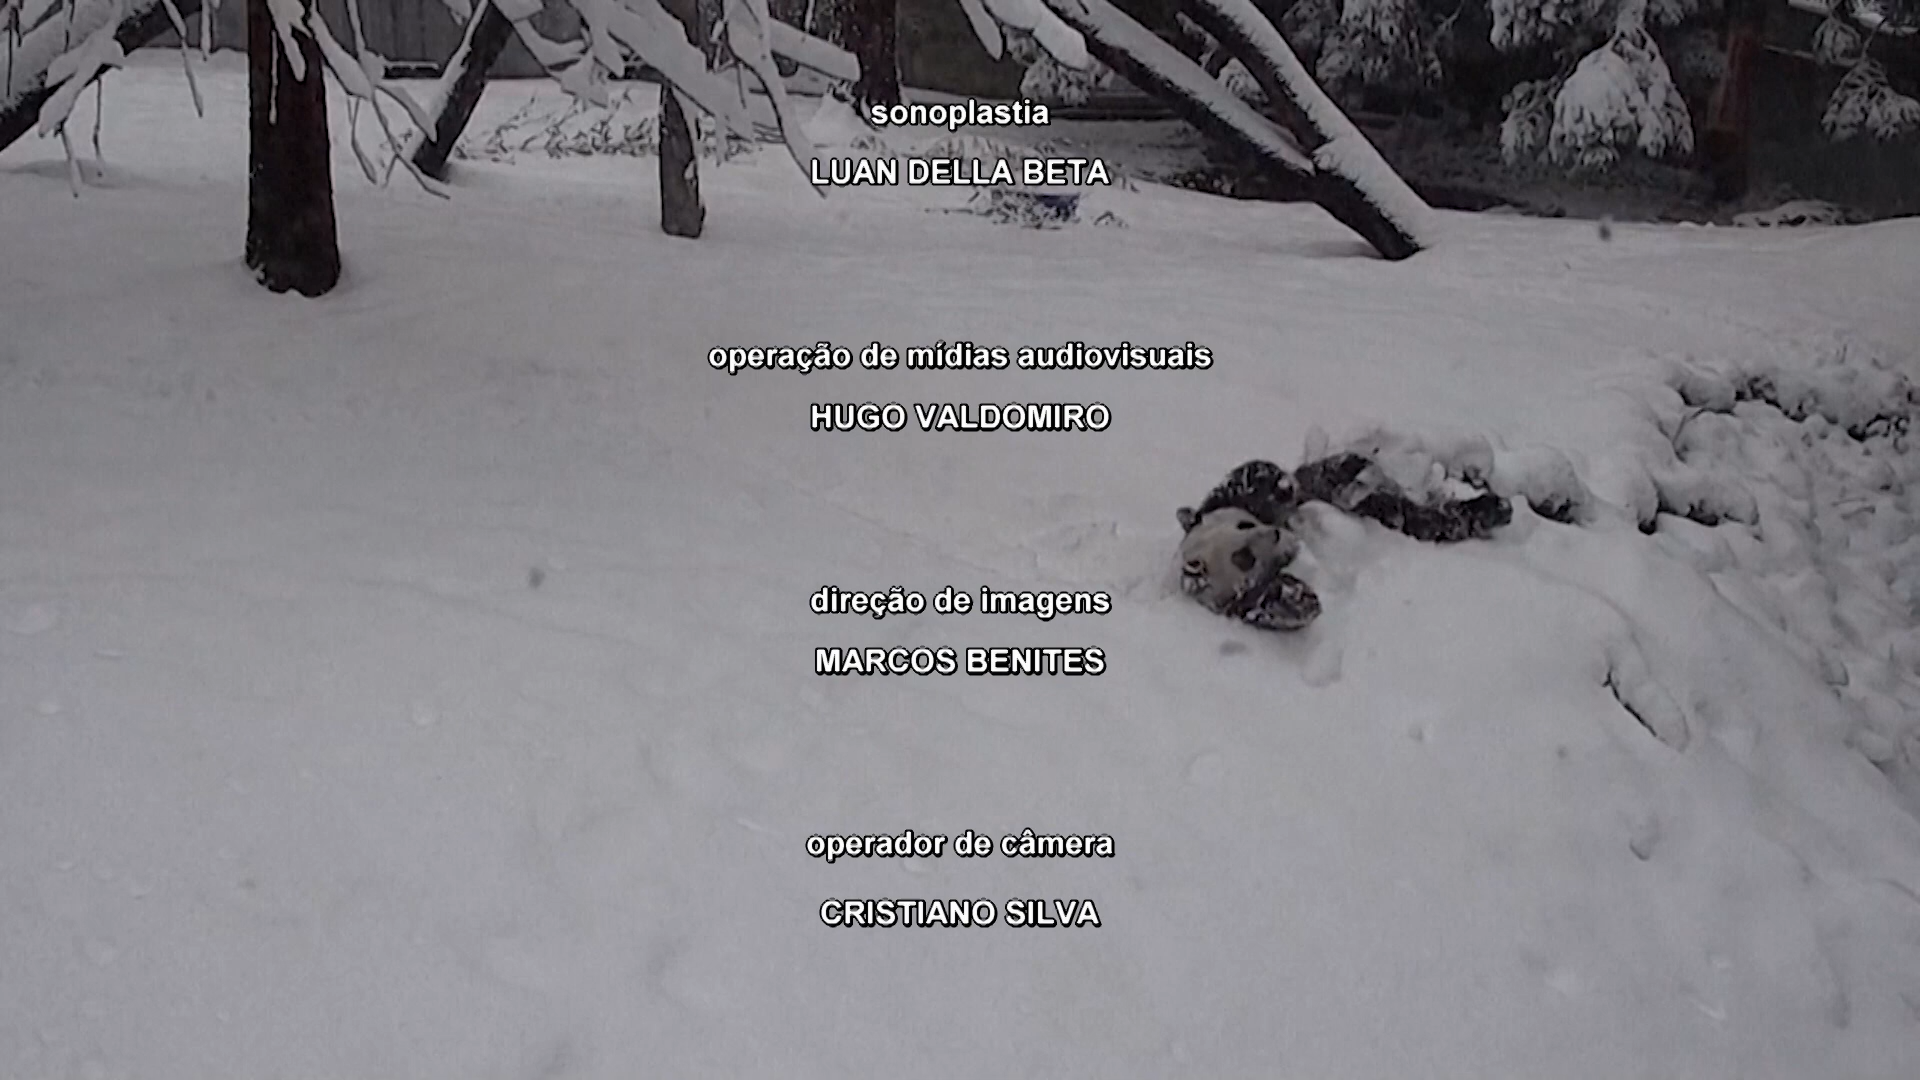 sonoplastia
LUAN DELLA BETA
operação de mídias audiovisuais
HUGO VALDOMIRO
direção de imagens
MARCOS BENITES
operador de câmera
CRISTIANO SILVA